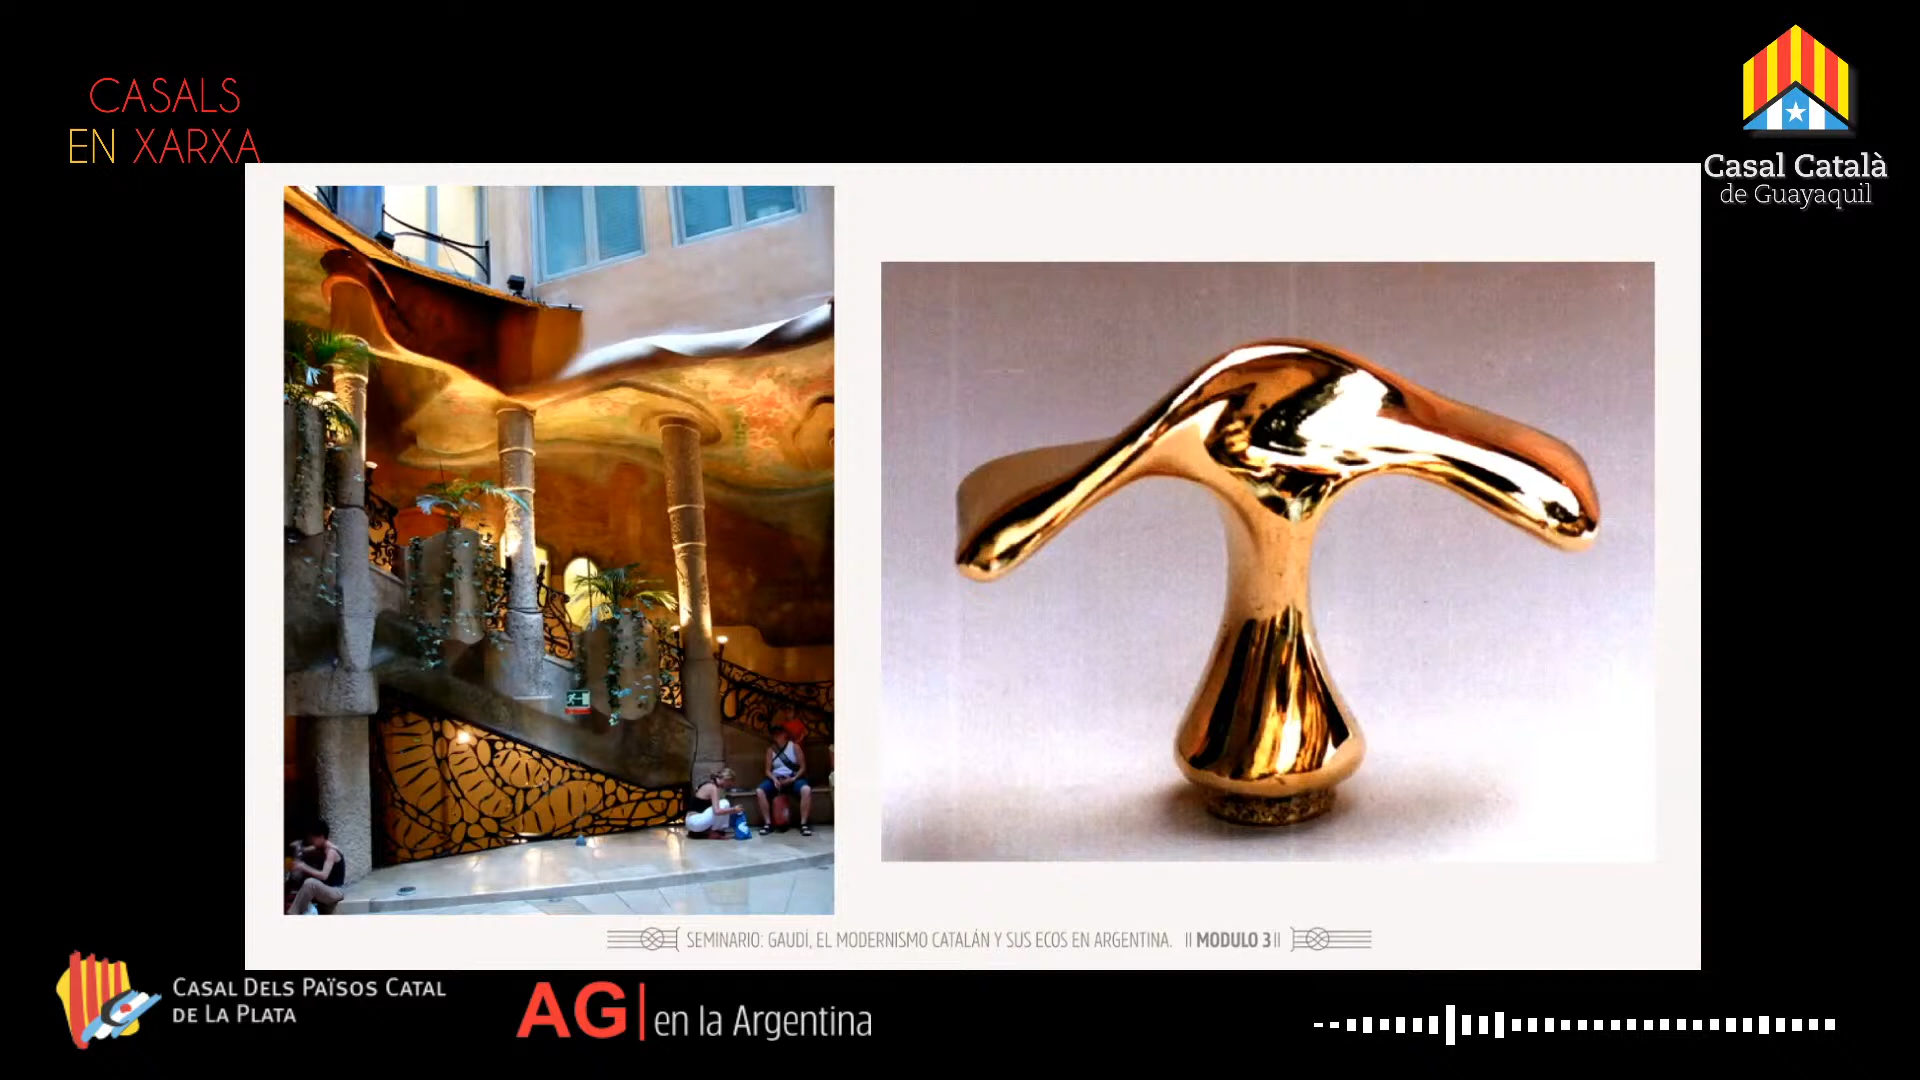 CASALS
EN XARXA
Casal Català
de Guayaquil
SEMINARIO: GAUDÍ, EL MODERNISMO CATALÁN Y SUS ECOS EN ARGENTINA. || MODULO 3 ||
CASAL DELS PAÏSOS CATAL
DE LA PLATA
AG | en la Argentina